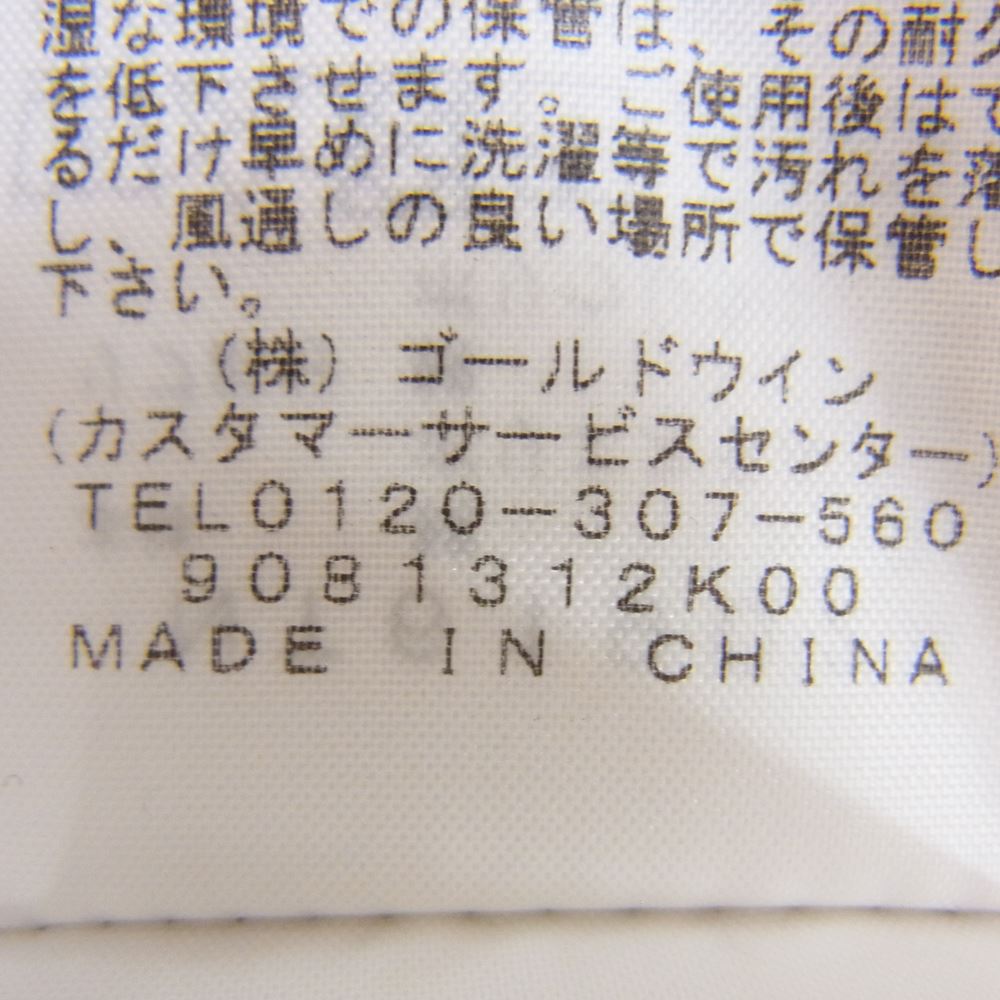 湿な環境での保管は、その耐久
を低下させます。ご使用後はで
るだけ早めに洗濯等で汚れを落
し、風通しの良い場所で保管し
下さい。
(株) ゴールドウイン
(カスタマーサービスセンター)
TEL0120-307-560
9081312K00
MADE IN CHINA